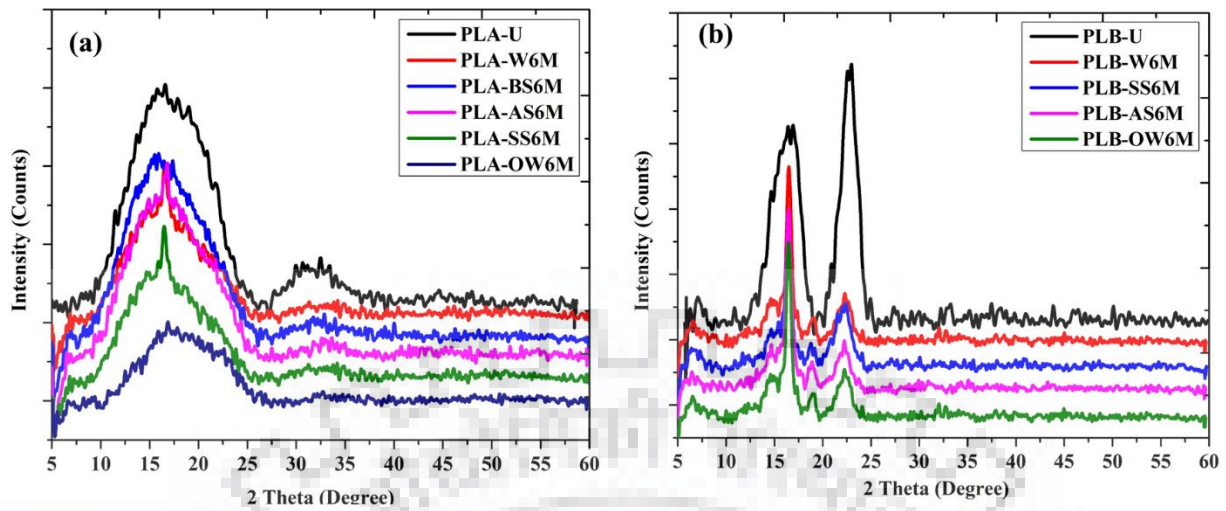 (a)
PLA-U
PLA-W6M
PLA-BS6M
PLA-AS6M
PLA-SS6M
PLA-OW6M
Intensity (Counts)
5 10 15 20 25 30 35 40 45 50 55 60
2 Theta (Degree)
(b)
PLB-U
PLB-W6M
PLB-SS6M
PLB-AS6M
PLB-OW6M
Intensity (Counts)
5 10 15 20 25 30 35 40 45 50 55 60
2 Theta (Degree)